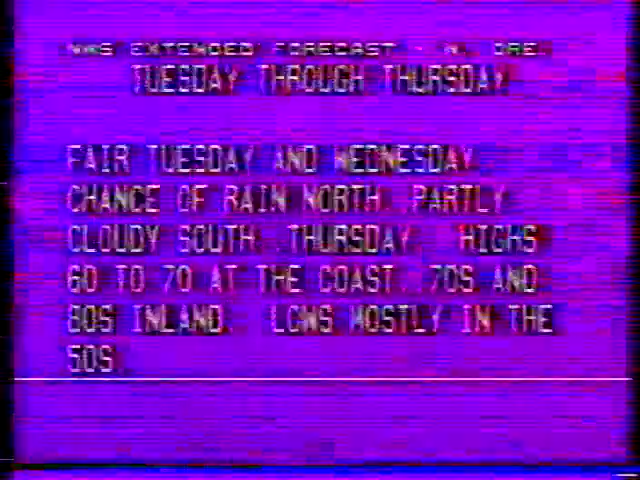 NWS EXTENDED FORECAST - W. ORE.
TUESDAY THROUGH THURSDAY
FAIR TUESDAY AND WEDNESDAY.
CHANCE OF RAIN NORTH, PARTLY
CLOUDY SOUTH THURSDAY. HIGHS
60 TO 70 AT THE COAST, 70S AND
80S INLAND. LOWS MOSTLY IN THE
50S.